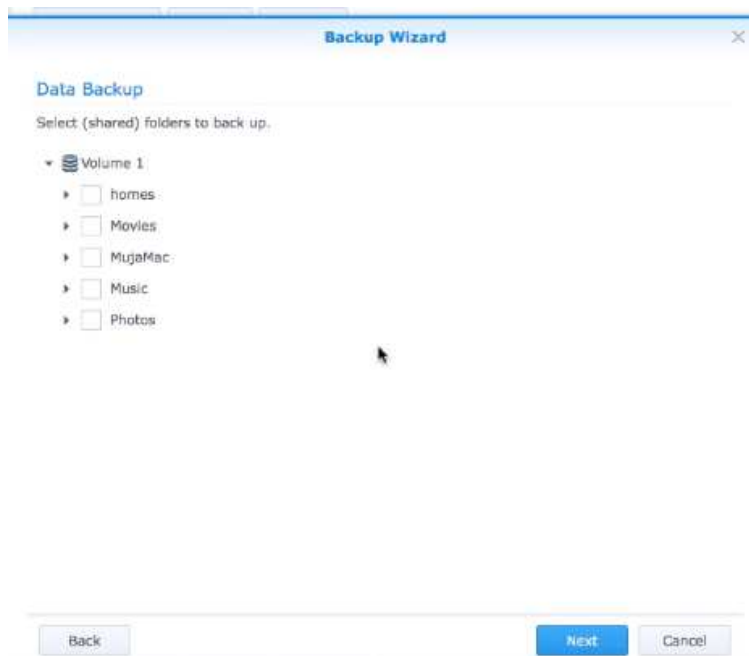 Backup Wizard
Data Backup
Select (shared) folders to back up.
Volume 1
homes
Movies
MujaMac
Music
Photos
Back
Next
Cancel